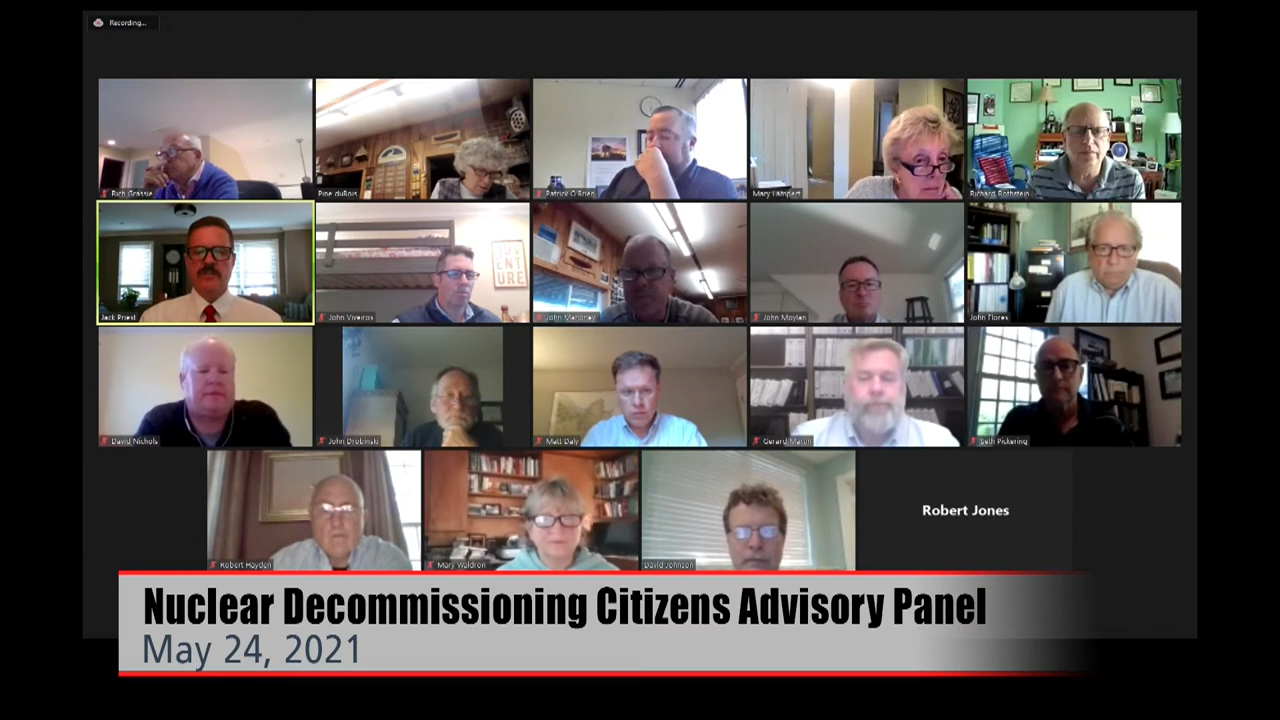 Recording...
Rich Grassie
Pine duBois
Patrick O'Brien
Mary Lampert
Richard Rothstein
Jack Priest
John Viveiros
John Mahoney
John Moylan
John Flores
ADVENTURE
David Nichols
John Drobinski
Matt Daly
Gerard Martin
Seth Pickering
Robert Hayden
Mary Waldron
David Johnson
Robert Jones
Nuclear Decommissioning Citizens Advisory Panel
May 24, 2021